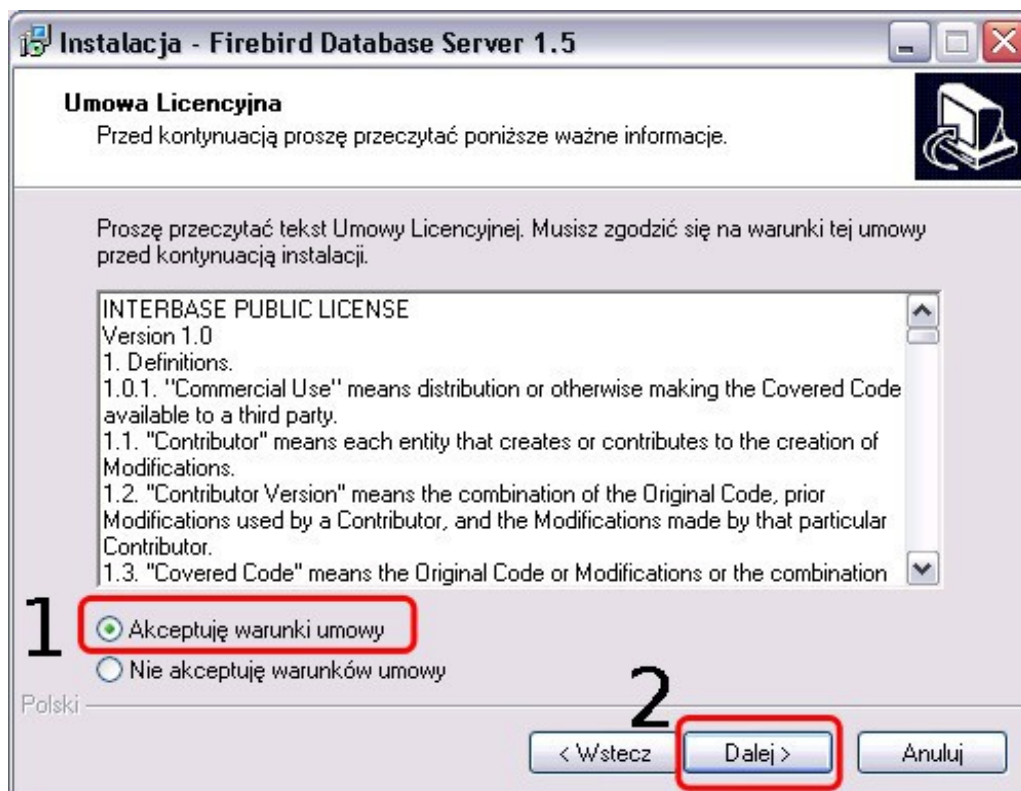 Instalacja - Firebird Database Server 1.5
Umowa Licencyjna
Przed kontynuacją proszę przeczytać poniższe ważne informacje.
Proszę przeczytać tekst Umowy Licencyjnej. Musisz zgodzić się na warunki tej umowy
przed kontynuacją instalacji.
INTERBASE PUBLIC LICENSE
Version 1.0
1. Definitions.
1.0.1. "Commercial Use" means distribution or otherwise making the Covered Code
available to a third party.
1.1. "Contributor" means each entity that creates or contributes to the creation of
Modifications.
1.2. "Contributor Version" means the combination of the Original Code, prior
Modifications used by a Contributor, and the Modifications made by that particular
Contributor.
1.3. "Covered Code" means the Original Code or Modifications or the combination
1 Akceptuję warunki umowy
Nie akceptuję warunków umowy
Polski
2
< Wstecz Dalej > Anuluj